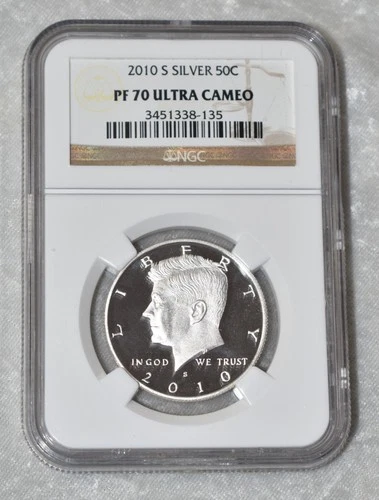 2010 S SILVER 50C
PF 70 ULTRA CAMEO
3451338-135
NGC
LIBERTY
IN GOD WE TRUST
S
2010